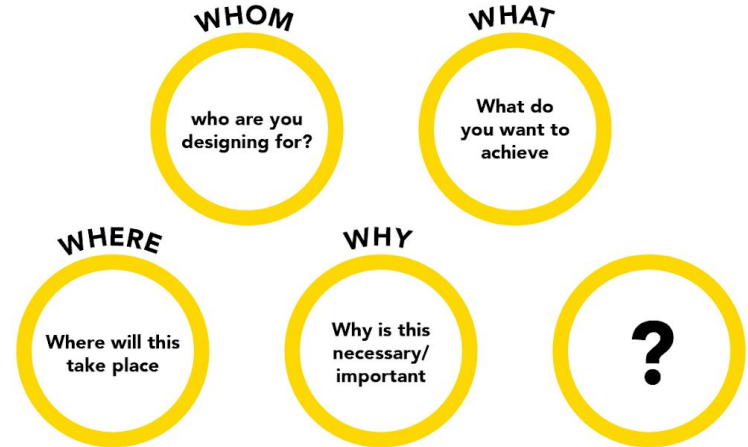 WHOM
who are you
designing for?
WHAT
What do
you want to
achieve
WHERE
Where will this
take place
WHY
Why is this
necessary/
important
?